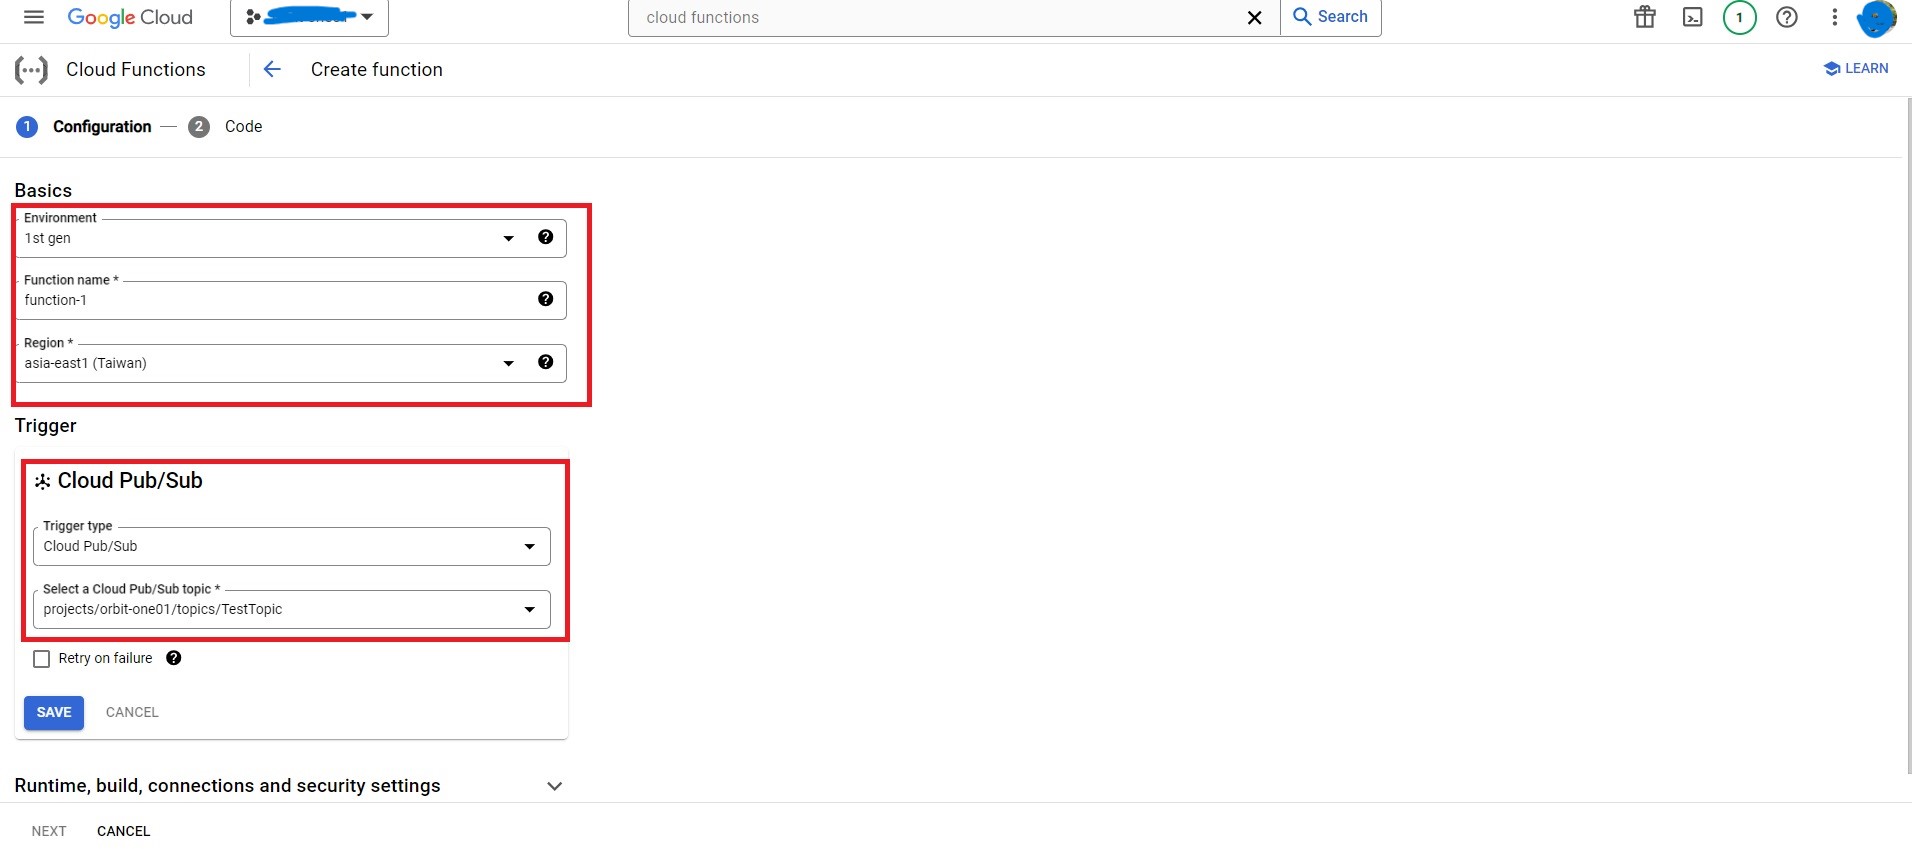 Google Cloud
cloud functions
Search
1
Cloud Functions
Create function
LEARN
1 Configuration — 2 Code
Basics
Environment
1st gen
Function name *
function-1
Region *
asia-east1 (Taiwan)
Trigger
Cloud Pub/Sub
Trigger type
Cloud Pub/Sub
Select a Cloud Pub/Sub topic *
projects/orbit-one01/topics/TestTopic
Retry on failure
SAVE
CANCEL
Runtime, build, connections and security settings
NEXT
CANCEL